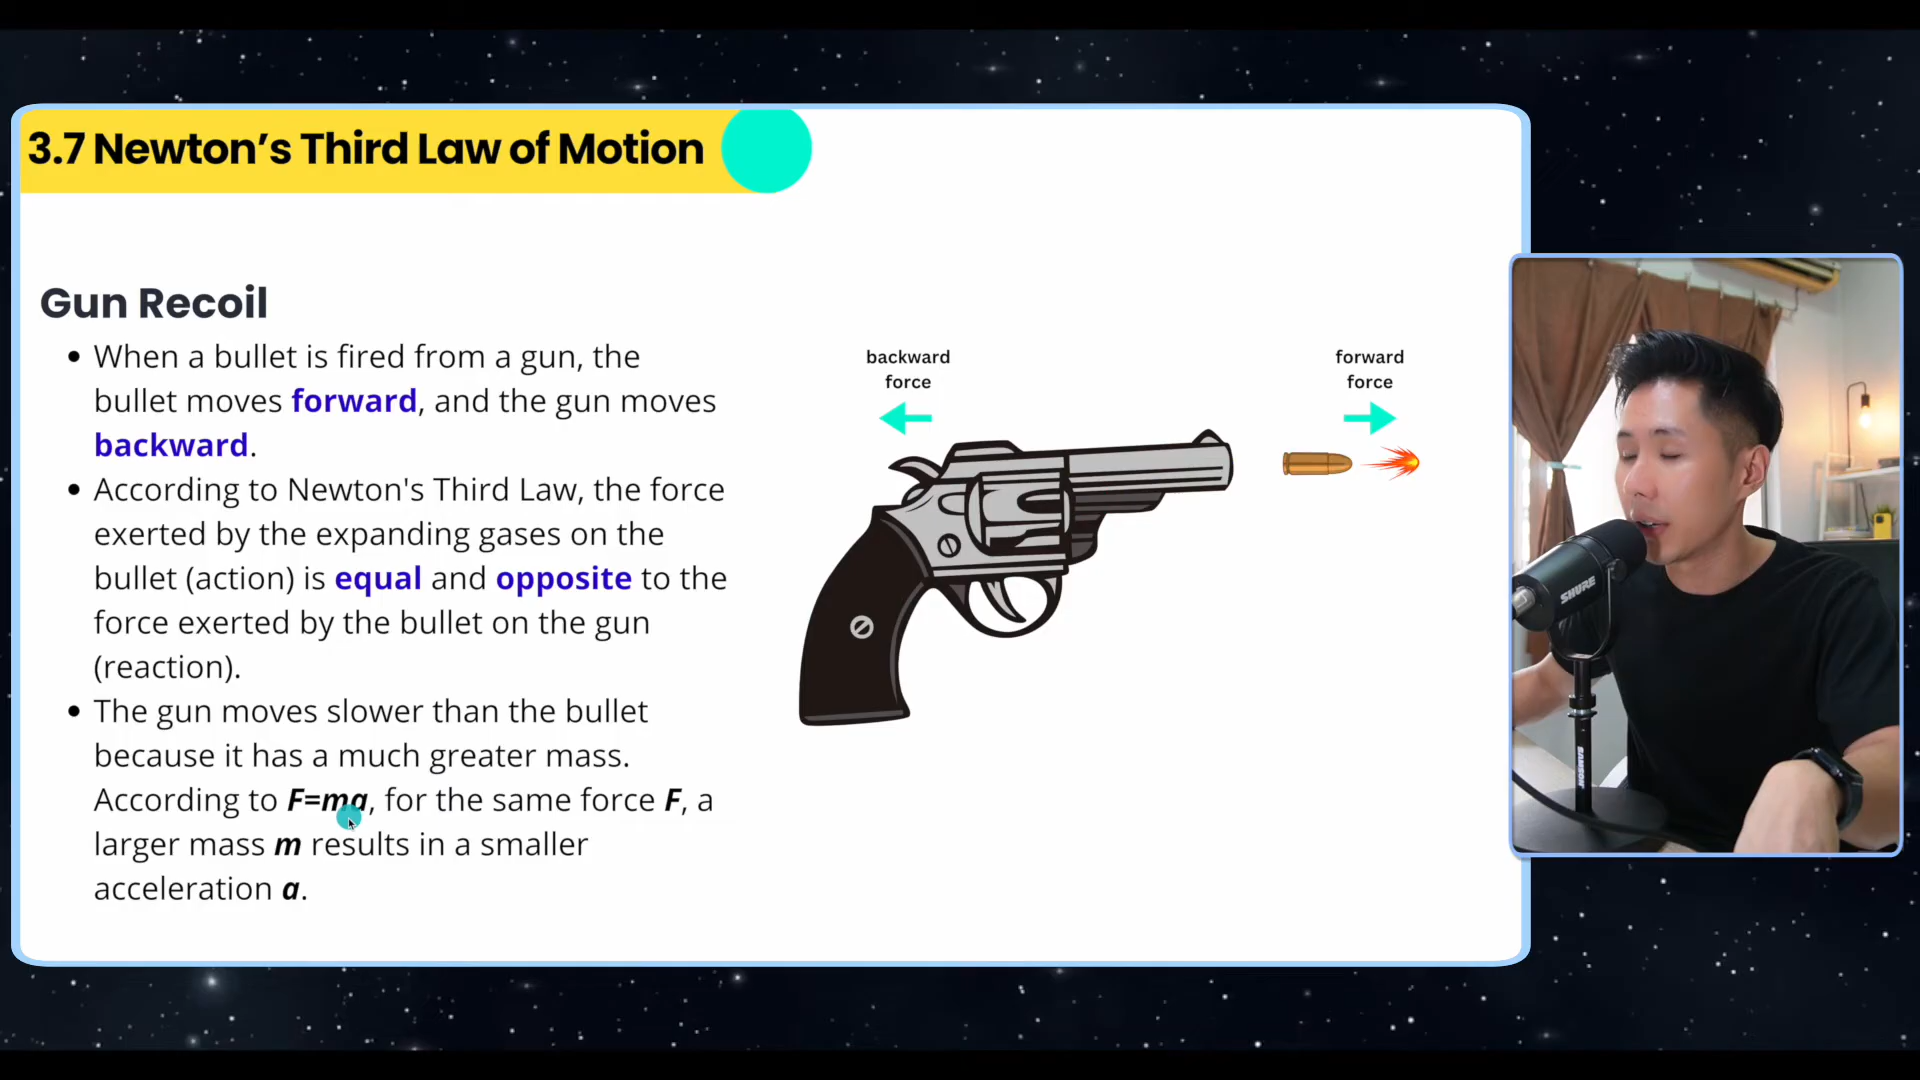 3.7 Newton's Third Law of Motion
Gun Recoil
• When a bullet is fired from a gun, the
bullet moves forward, and the gun moves
backward.
• According to Newton's Third Law, the force
exerted by the expanding gases on the
bullet (action) is equal and opposite to the
force exerted by the bullet on the gun
(reaction).
• The gun moves slower than the bullet
because it has a much greater mass.
According to F=ma, for the same force F, a
larger mass m results in a smaller
acceleration a.
backward
force
forward
force
SHURE
SAMSON